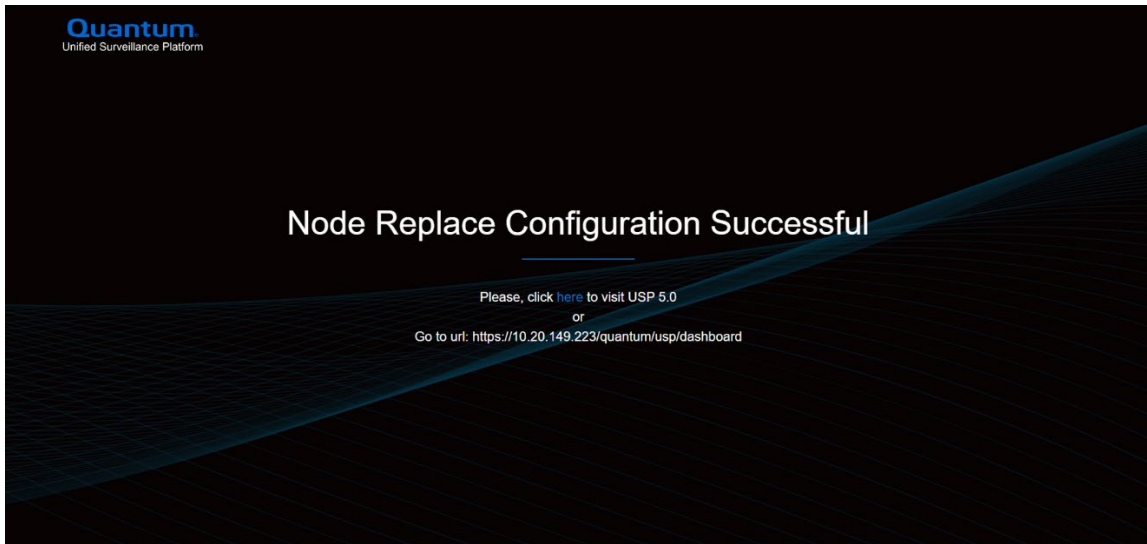 Quantum.
Unified Surveillance Platform
Node Replace Configuration Successful
Please, click here to visit USP 5.0
or
Go to url: https://10.20.149.223/quantum/usp/dashboard